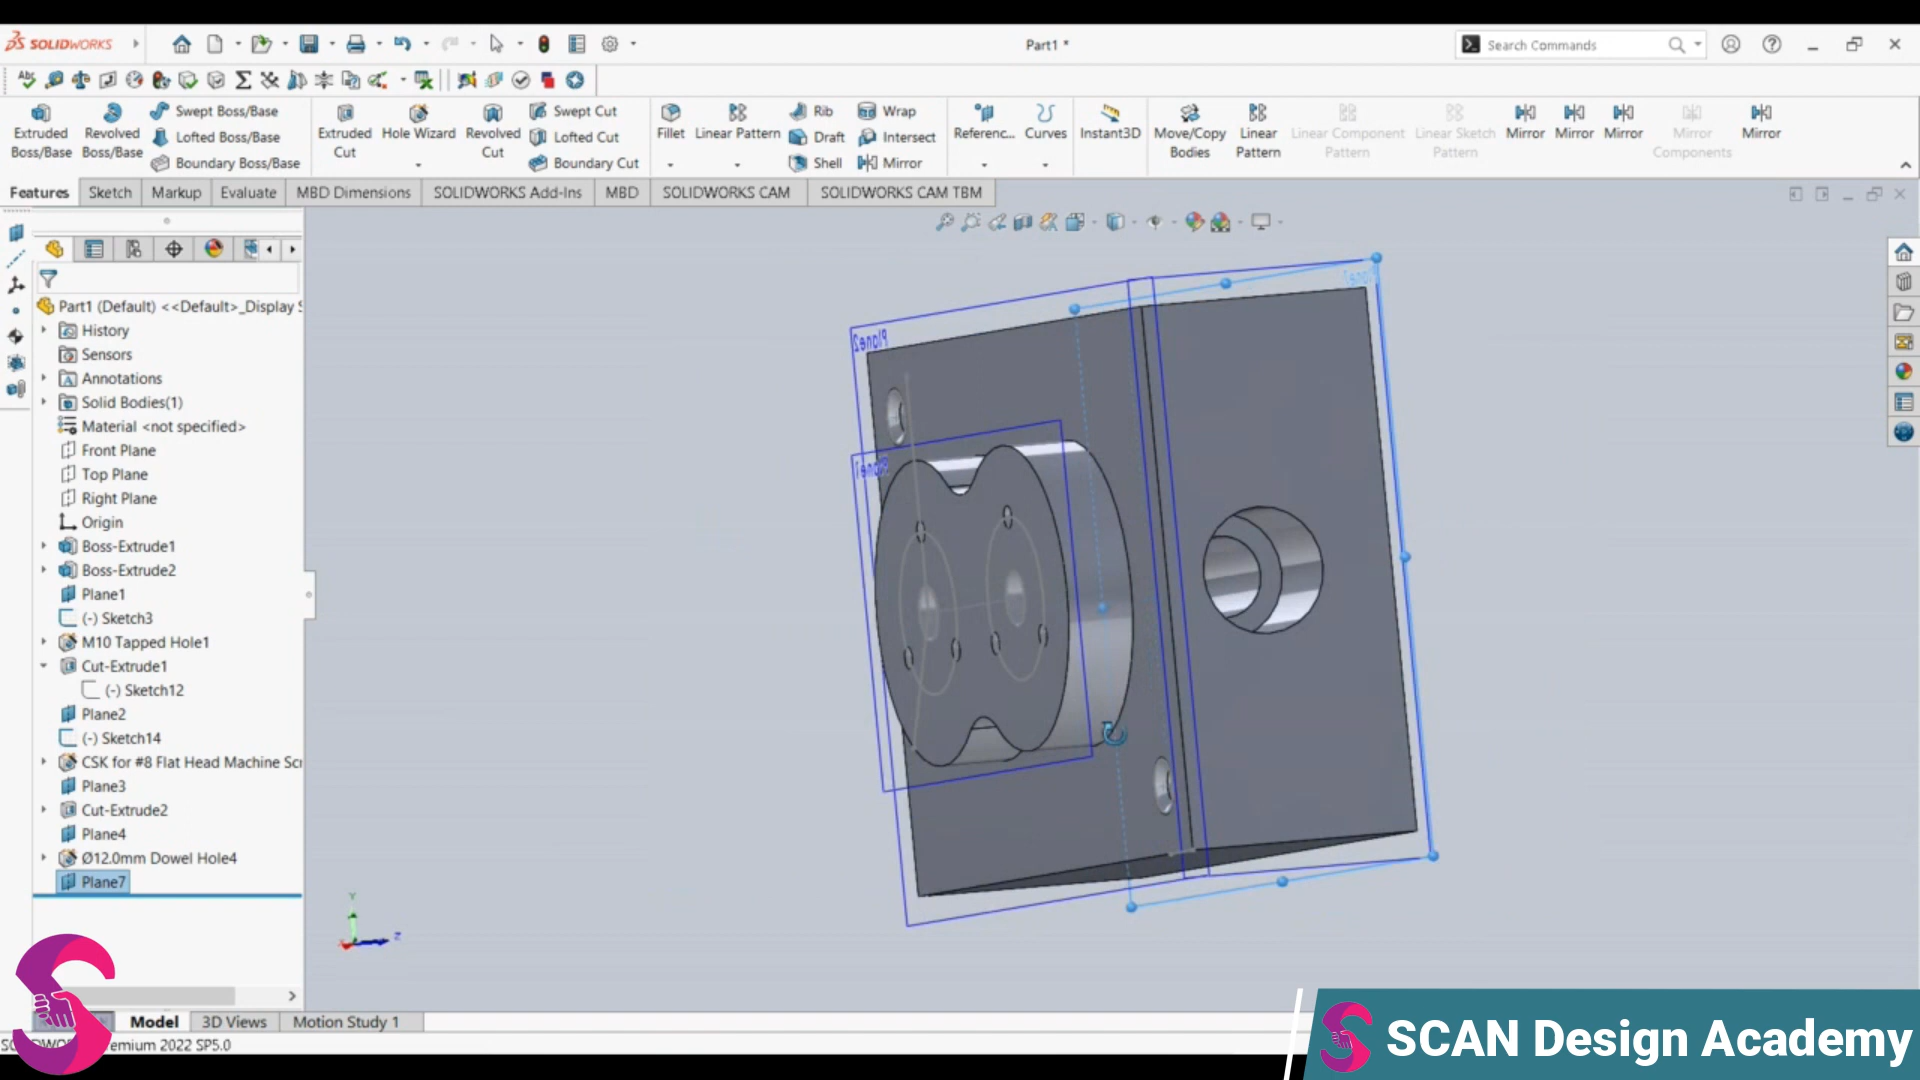 SOLIDWORKS
Part1 *
Search Commands
Extruded Boss/Base
Revolved Boss/Base
Swept Boss/Base
Lofted Boss/Base
Boundary Boss/Base
Extruded Cut
Hole Wizard
Revolved Cut
Swept Cut
Lofted Cut
Boundary Cut
Fillet
Linear Pattern
Rib
Draft
Shell
Wrap
Intersect
Mirror
Referenc...
Curves
Instant3D
Move/Copy Bodies
Linear Pattern
Linear Component Pattern
Linear Sketch Pattern
Mirror
Mirror
Mirror
Mirror Components
Mirror
Features
Sketch
Markup
Evaluate
MBD Dimensions
SOLIDWORKS Add-Ins
MBD
SOLIDWORKS CAM
SOLIDWORKS CAM TBM
Part1 (Default) <<Default>_Display S
History
Sensors
Annotations
Solid Bodies(1)
Material <not specified>
Front Plane
Top Plane
Right Plane
Origin
Boss-Extrude1
Boss-Extrude2
Plane1
(-) Sketch3
M10 Tapped Hole1
Cut-Extrude1
(-) Sketch12
Plane2
(-) Sketch14
CSK for #8 Flat Head Machine Scr
Plane3
Cut-Extrude2
Plane4
Ø12.0mm Dowel Hole4
Plane7
Plane2
Plane1
Y
Z
Model
3D Views
Motion Study 1
emium 2022 SP5.0
SCAN Design Academy